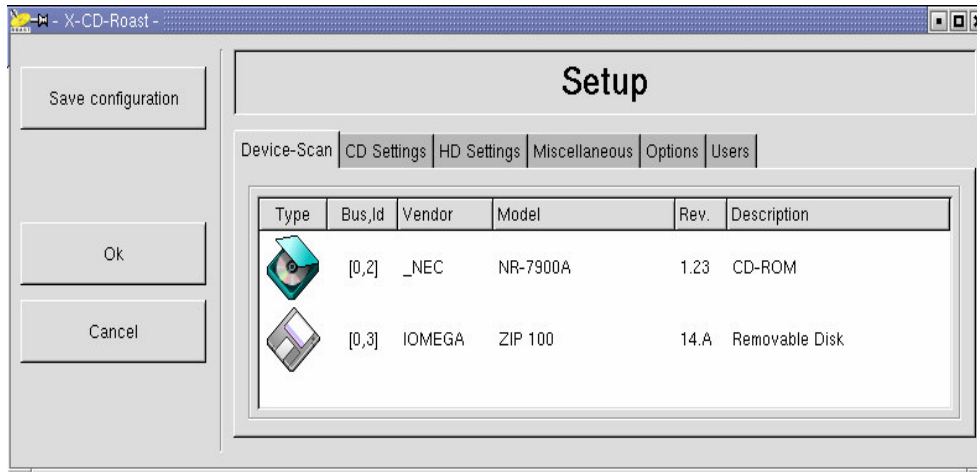 - X-CD-Roast -
Save configuration
Ok
Cancel
Setup
Device-Scan CD Settings HD Settings Miscellaneous Options Users
Type Bus,Id Vendor Model Rev. Description
[0,2] _NEC NR-7900A 1.23 CD-ROM
[0,3] IOMEGA ZIP 100 14.A Removable Disk